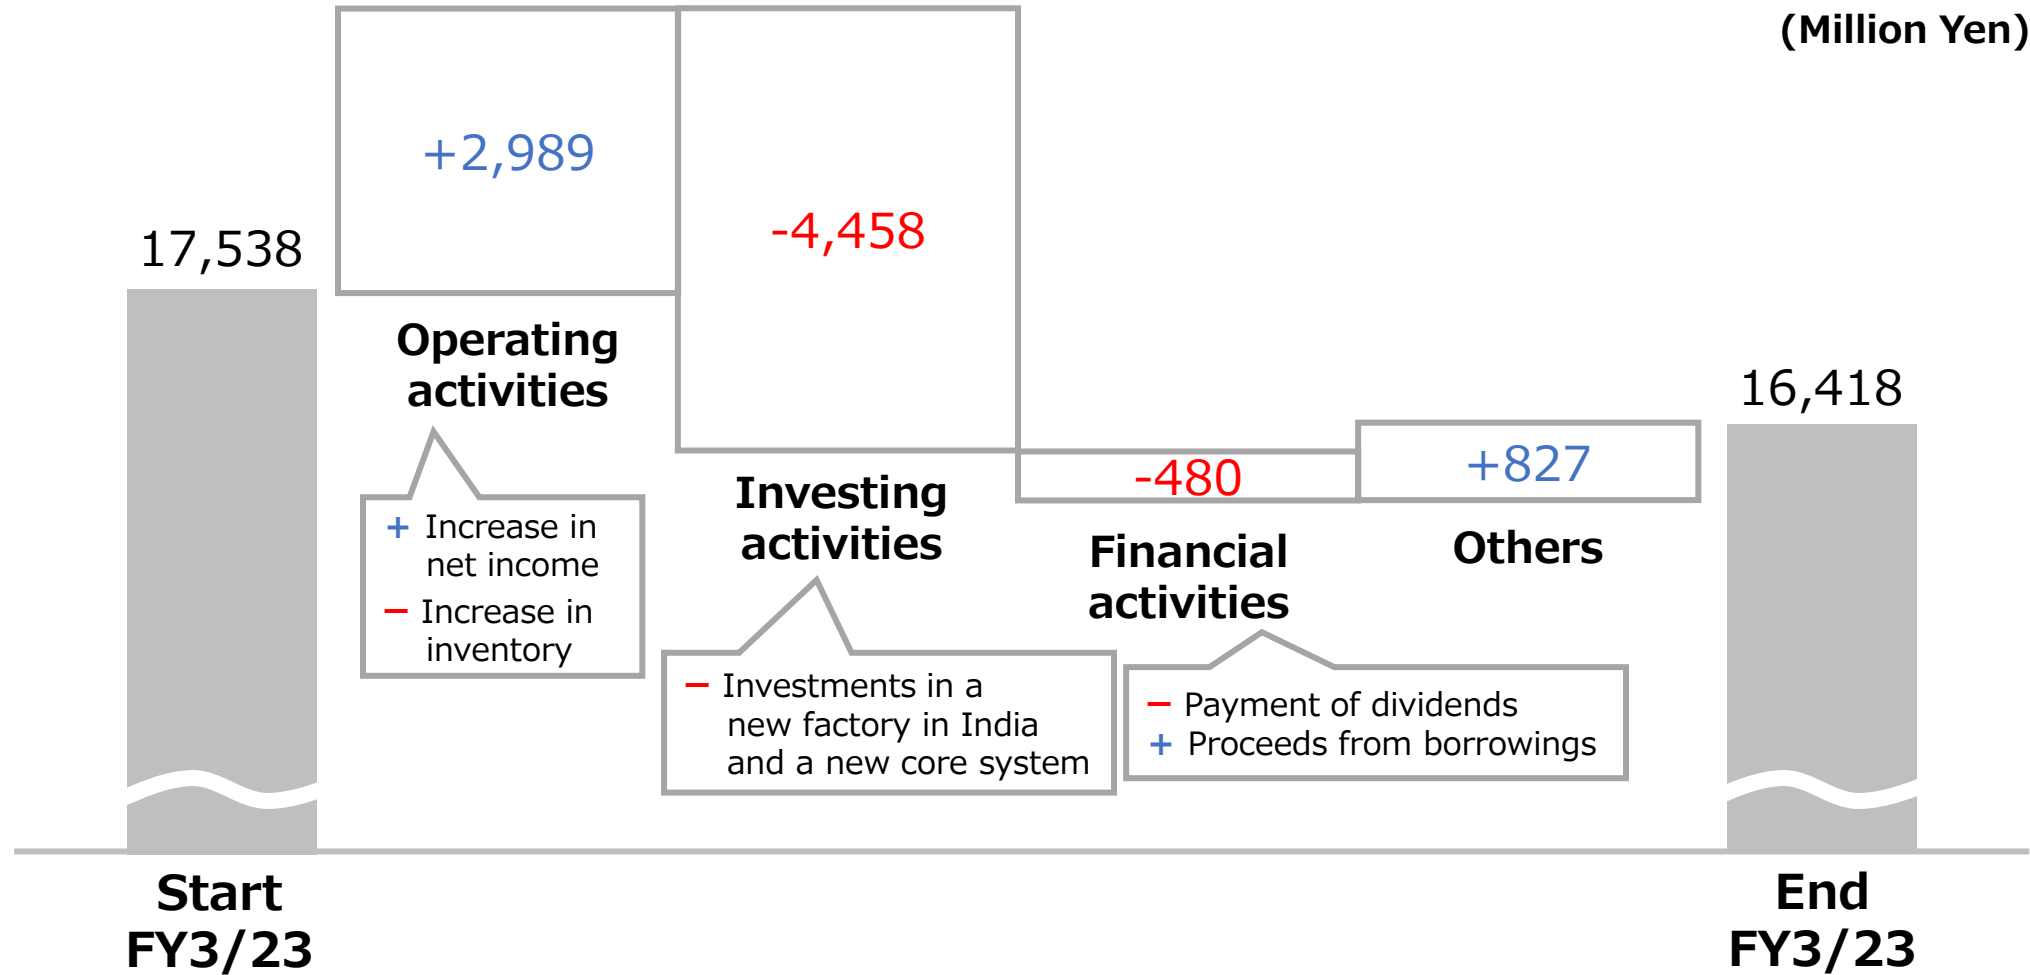 (Million Yen)
17,538
+2,989
-4,458
-480
+827
16,418
Operating
activities
+ Increase in
net income
− Increase in
inventory
Investing
activities
− Investments in a
new factory in India
and a new core system
Financial
activities
− Payment of dividends
+ Proceeds from borrowings
Others
Start
FY3/23
End
FY3/23